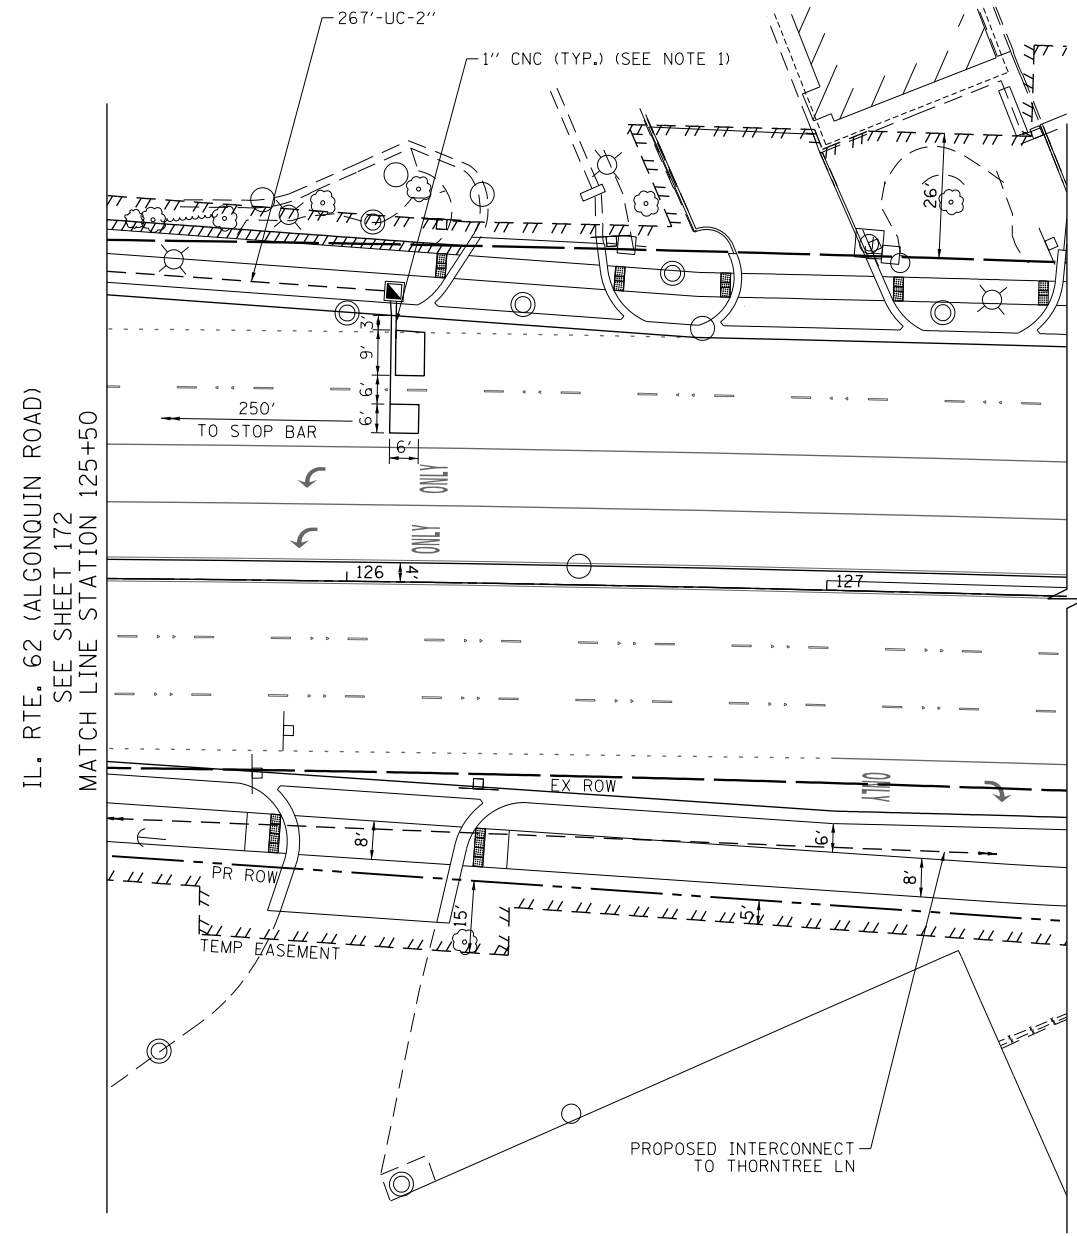 267'-UC-2"
1" CNC (TYP.) (SEE NOTE 1)
26'
3'
9'
6'
6'
6'
250'
TO STOP BAR
ONLY
ONLY
126
4'
127
IL. RTE. 62 (ALGONQUIN ROAD)
SEE SHEET 172
MATCH LINE STATION 125+50
EX ROW
ONLY
8'
6'
8'
PR ROW
15'
5'
TEMP EASEMENT
PROPOSED INTERCONNECT
TO THORNTREE LN